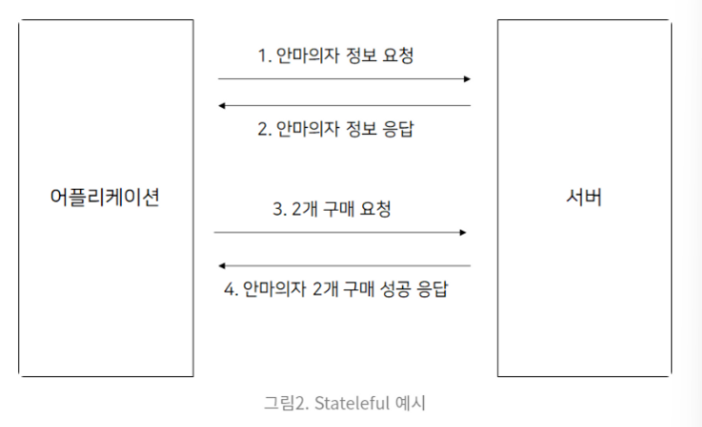 1. 안마의자 정보 요청
2. 안마의자 정보 응답
어플리케이션
서버
3. 2개 구매 요청
4. 안마의자 2개 구매 성공 응답
그림2. Stateleful 예시